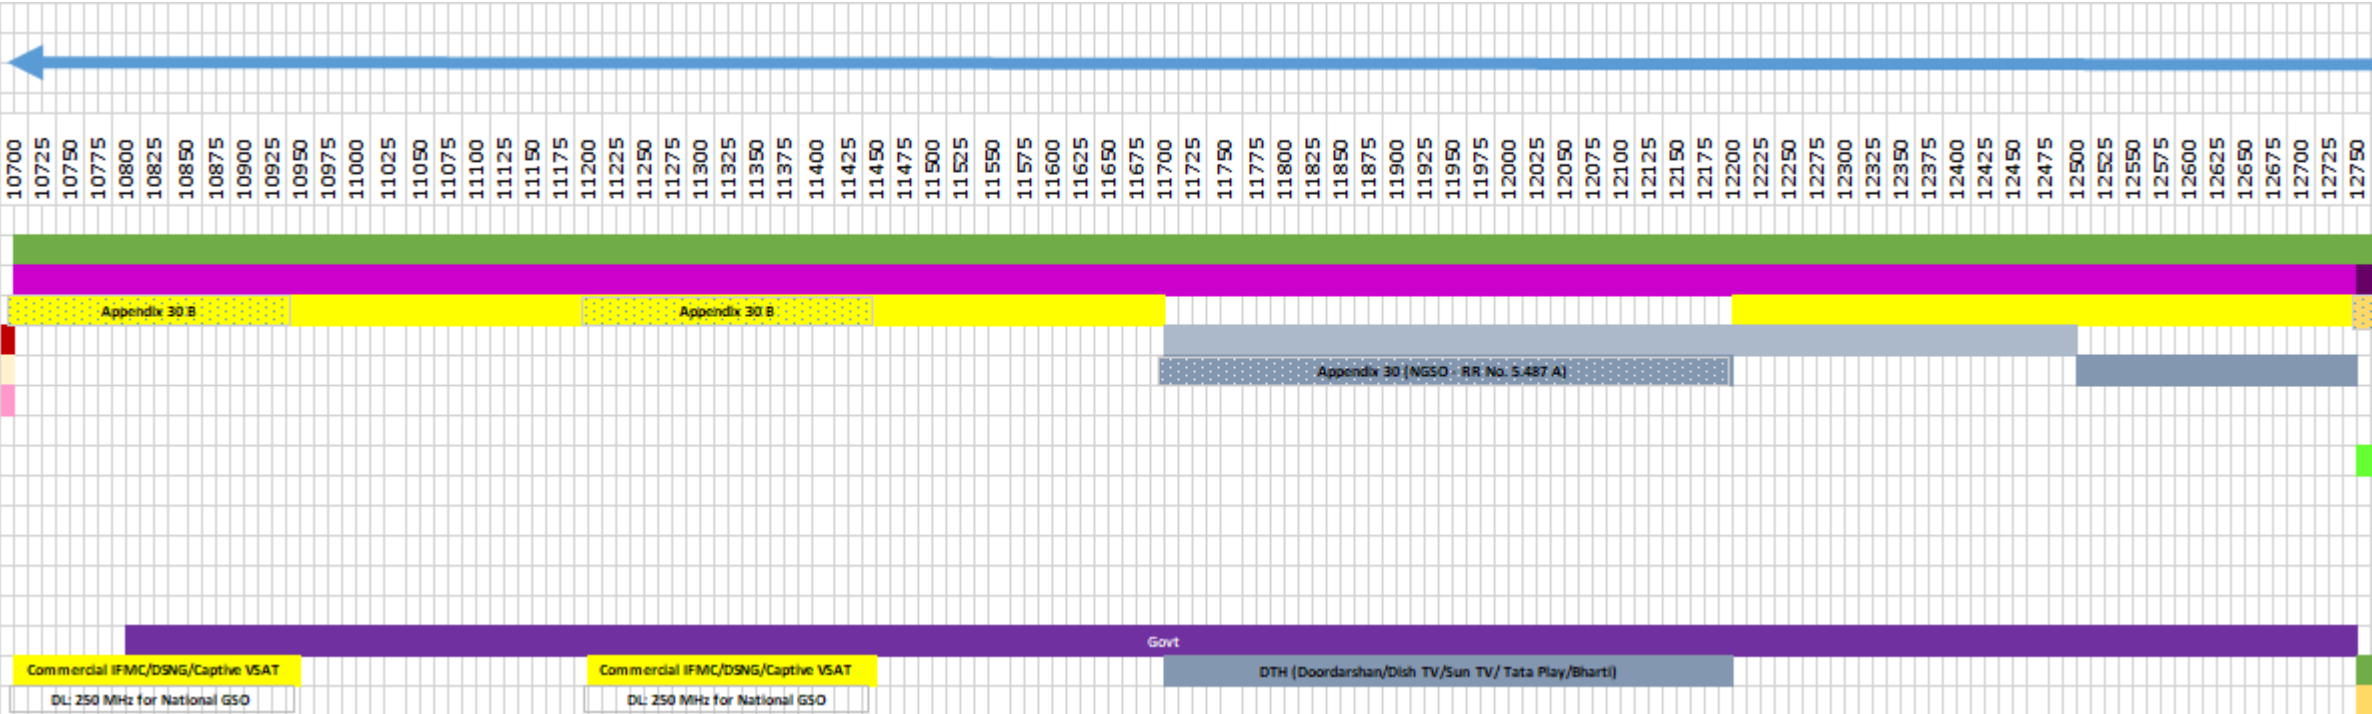 10700 10725 10750 10775 10800 10825 10850 10875 10900 10925 10950 10975 11000 11025 11050 11075 11100 11125 11150 11175 11200 11225 11250 11275 11300 11325 11350 11375 11400 11425 11450 11475 11500 11525 11550 11575 11600 11625 11650 11675 11700 11725 11750 11775 11800 11825 11850 11875 11900 11925 11950 11975 12000 12025 12050 12075 12100 12125 12150 12175 12200 12225 12250 12275 12300 12325 12350 12375 12400 12425 12450 12475 12500 12525 12550 12575 12600 12625 12650 12675 12700 12725 12750
Appendix 30 B
Appendix 30 B
Appendix 30 (NGSO - RR No. 5.487 A)
Govt
Commercial IFMC/DSNG/Captive VSAT
Commercial IFMC/DSNG/Captive VSAT
DTH (Doordarshan/Dish TV/Sun TV/ Tata Play/Bharti)
DL: 250 MHz for National GSO
DL: 250 MHz for National GSO